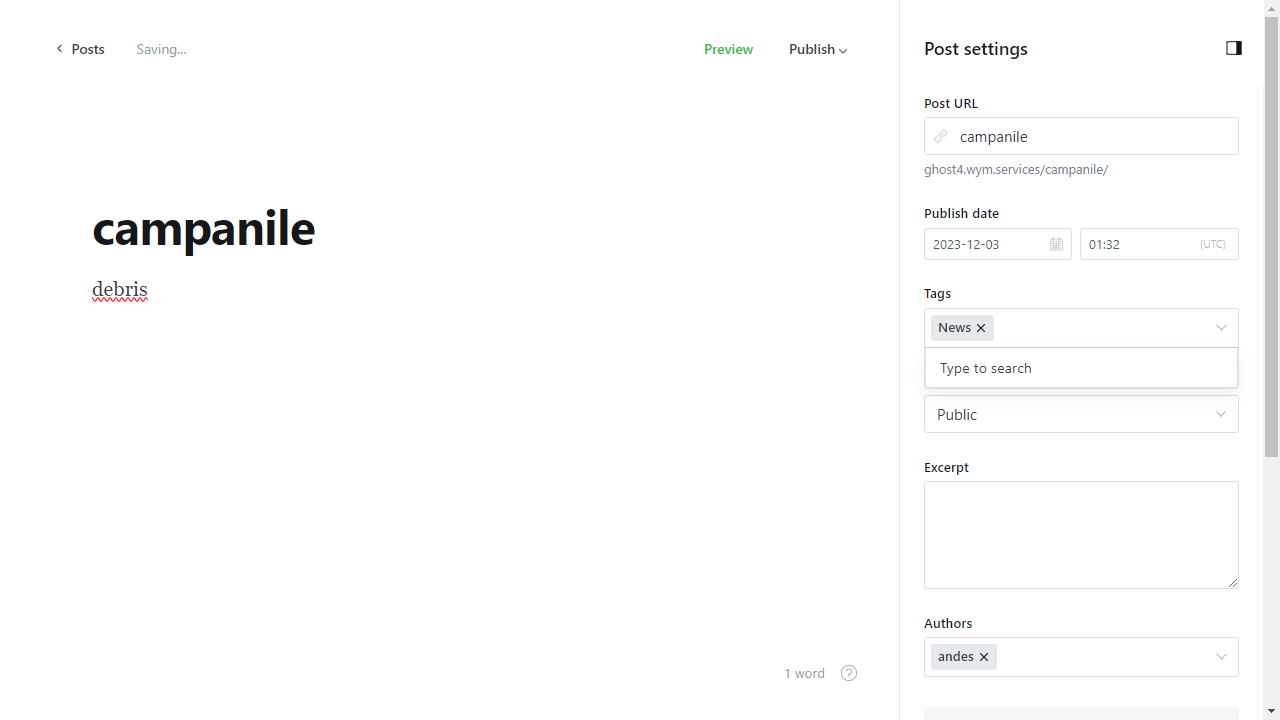 Posts
Saving...
Preview
Publish
Post settings
Post URL
campanile
ghost4.wym.services/campanile/
campanile
Publish date
2023-12-03
01:32
(UTC)
debris
Tags
News
Type to search
Public
Excerpt
Authors
andes
1 word